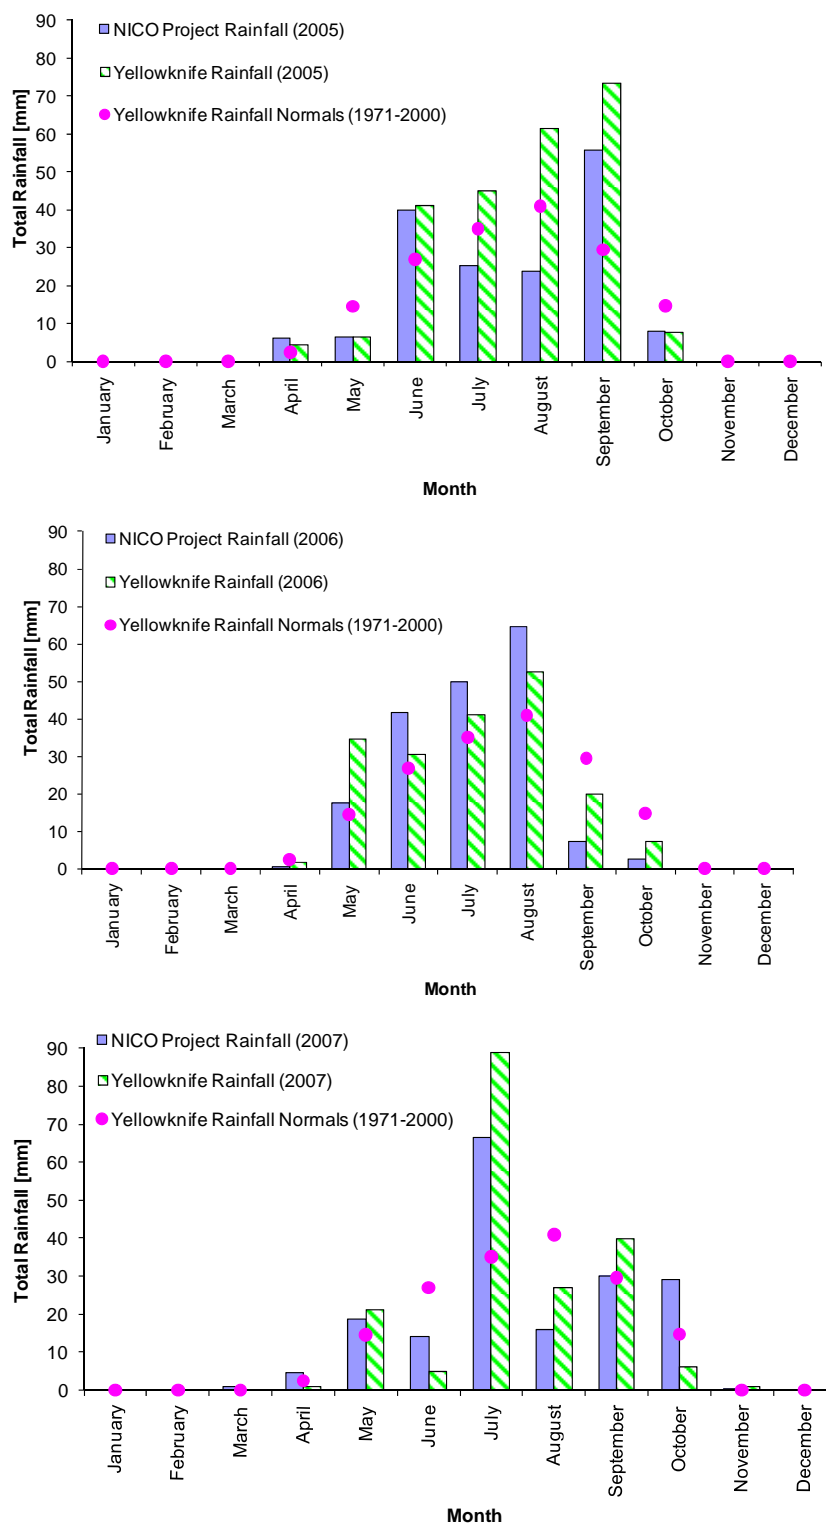 90
80
70
60
50
40
30
20
10
0
Total Rainfall [mm]
NICO Project Rainfall (2005)
Yellowknife Rainfall (2005)
Yellowknife Rainfall Normals (1971-2000)
January
February
March
April
May
June
July
August
September
October
November
December
Month
90
80
70
60
50
40
30
20
10
0
Total Rainfall [mm]
NICO Project Rainfall (2006)
Yellowknife Rainfall (2006)
Yellowknife Rainfall Normals (1971-2000)
January
February
March
April
May
June
July
August
September
October
November
December
Month
90
80
70
60
50
40
30
20
10
0
Total Rainfall [mm]
NICO Project Rainfall (2007)
Yellowknife Rainfall (2007)
Yellowknife Rainfall Normals (1971-2000)
January
February
March
April
May
June
July
August
September
October
November
December
Month